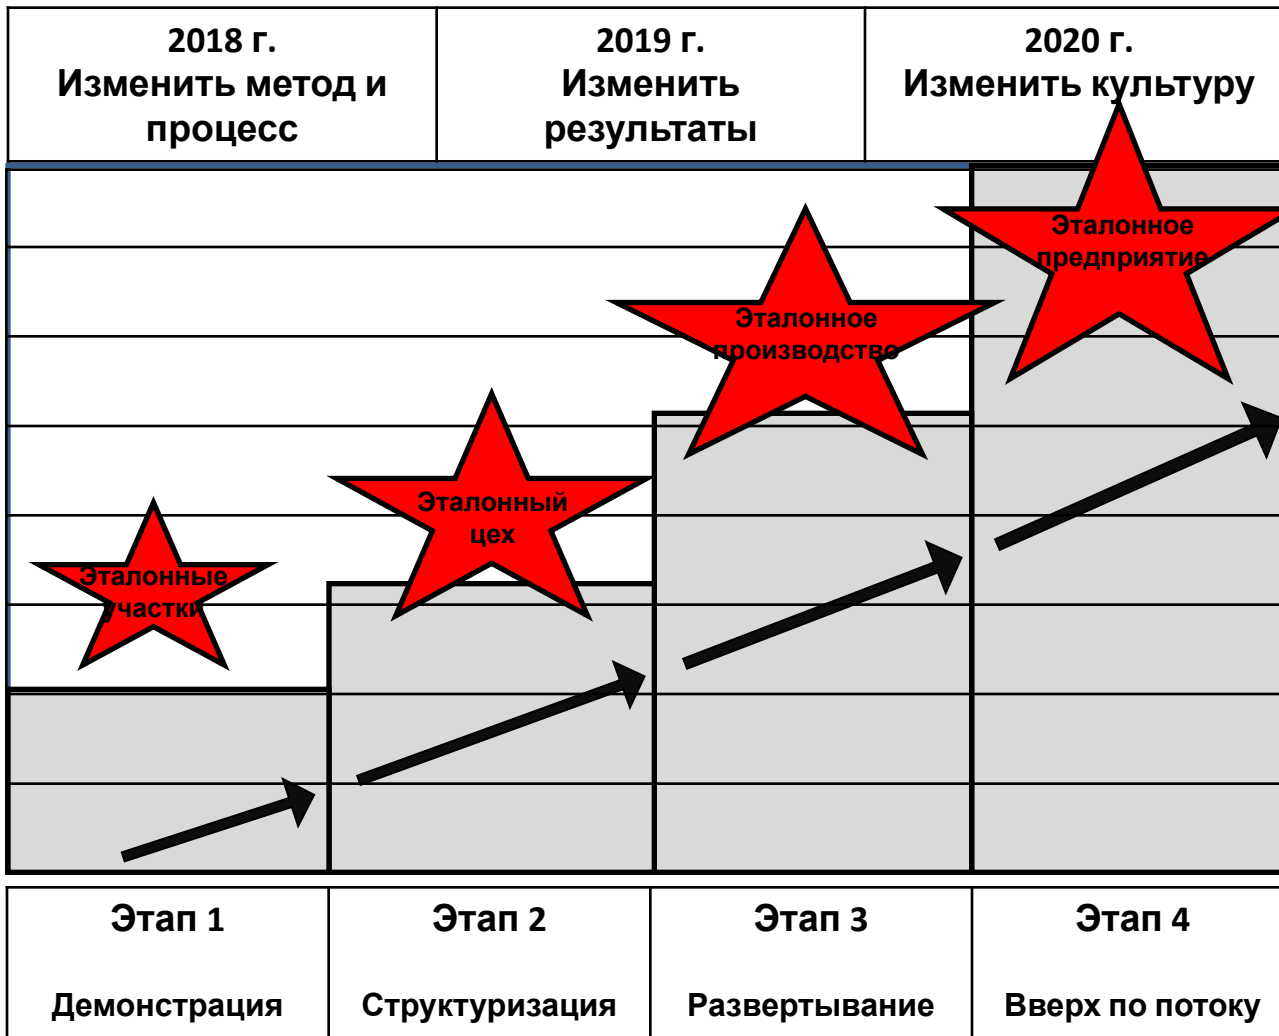 2018 г.
Изменить метод и
процесс
2019 г.
Изменить
результаты
2020 г.
Изменить культуру
Эталонное
предприятие
Эталонное
производство
Эталонный
цех
Эталонные
участки
Этап 1
Демонстрация
Этап 2
Структуризация
Этап 3
Развертывание
Этап 4
Вверх по потоку